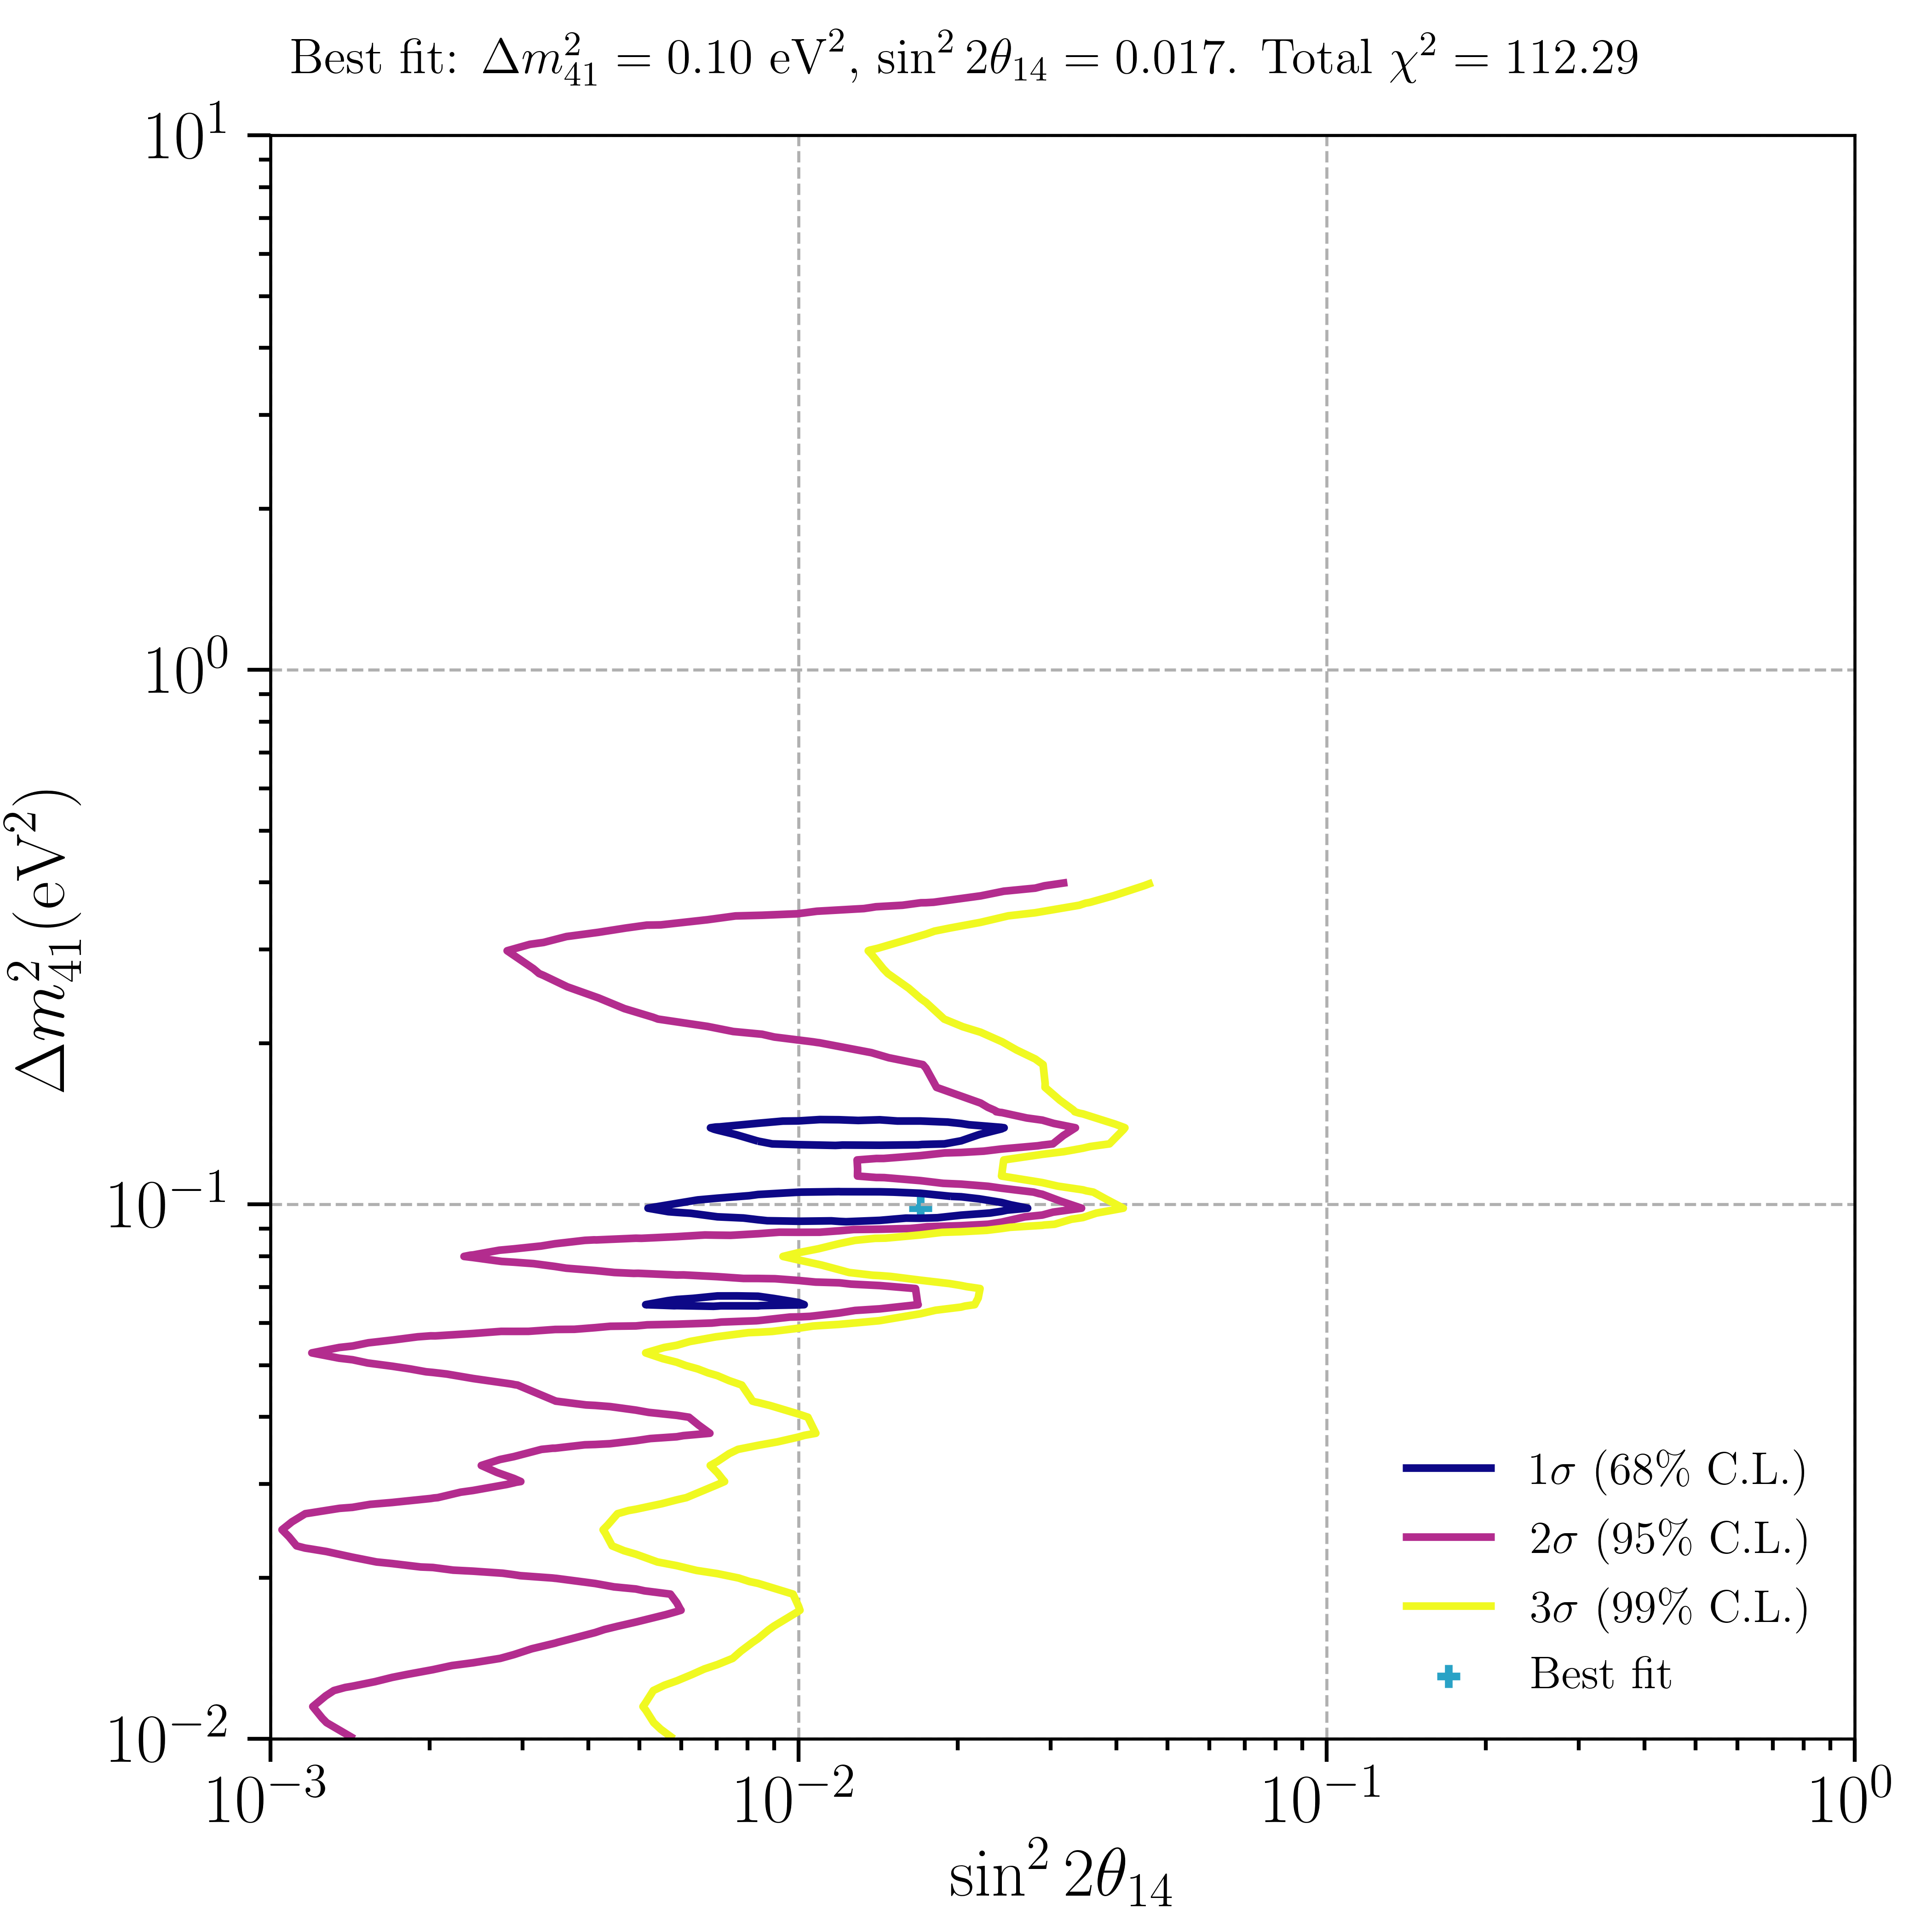 Best fit: Δm²₄₁ = 0.10 eV², sin² 2θ₁₄ = 0.017. Total χ² = 112.29
10¹
10⁰
10⁻¹
10⁻²
Δm²₄₁(eV²)
1σ (68% C.L.)
2σ (95% C.L.)
3σ (99% C.L.)
Best fit
10⁻³ 10⁻² 10⁻¹ 10⁰
sin² 2θ₁₄